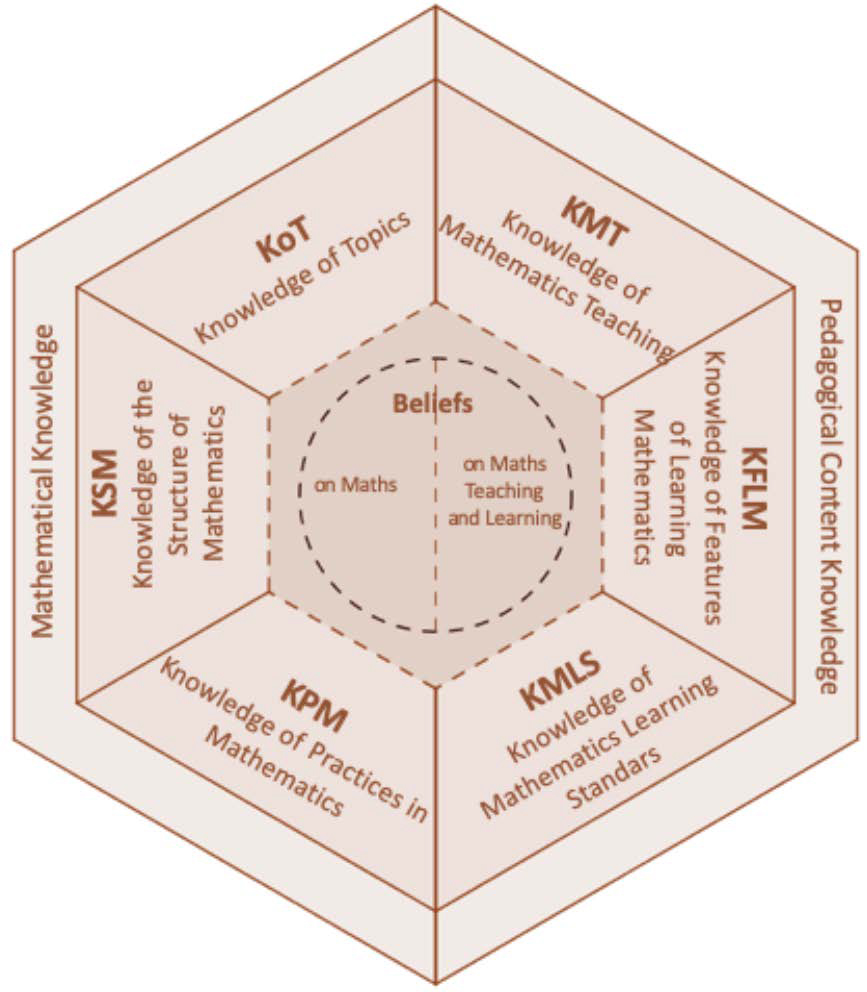 KoT
Knowledge of Topics
KMT
Knowledge of
Mathematics Teaching
Mathematical Knowledge
KSM
Knowledge of the
Structure of
Mathematics
Beliefs
on Maths
on Maths
Teaching
and Learning
KFLM
Knowledge of Features
of Learning
Mathematics
Pedagogical Content Knowledge
KPM
Knowledge of Practices in
Mathematics
KMLS
Knowledge of
Mathematics Learning
Standars